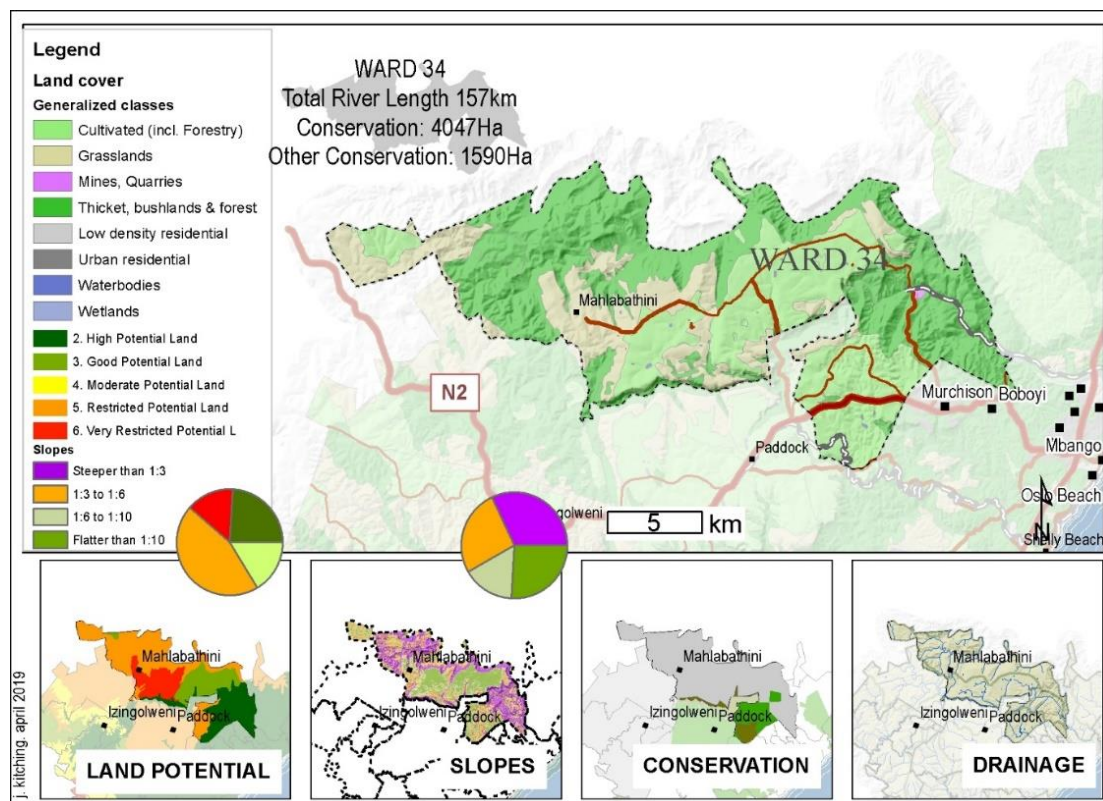 Legend
Land cover
Generalized classes
Cultivated (incl. Forestry)
Grasslands
Mines, Quarries
Thicket, bushlands & forest
Low density residential
Urban residential
Waterbodies
Wetlands
2. High Potential Land
3. Good Potential Land
4. Moderate Potential Land
5. Restricted Potential Land
6. Very Restricted Potential L
Slopes
Steeper than 1:3
1:3 to 1:6
1:6 to 1:10
Flatter than 1:10
WARD 34
Total River Length 157km
Conservation: 4047Ha
Other Conservation: 1590Ha
WARD 34
Mahlabathini
N2
Murchison
Boboyi
Paddock
Mbango
Oslo Beach
golweni
5 km
N
Shelly Beach
Mahlabathini
Izingolweni
Paddock
LAND POTENTIAL
Mahlabathini
Izingolweni
Paddock
SLOPES
Mahlabathini
Izingolweni
Paddock
CONSERVATION
Mahlabathini
Izingolweni
Paddock
DRAINAGE
j. kitching. april 2019